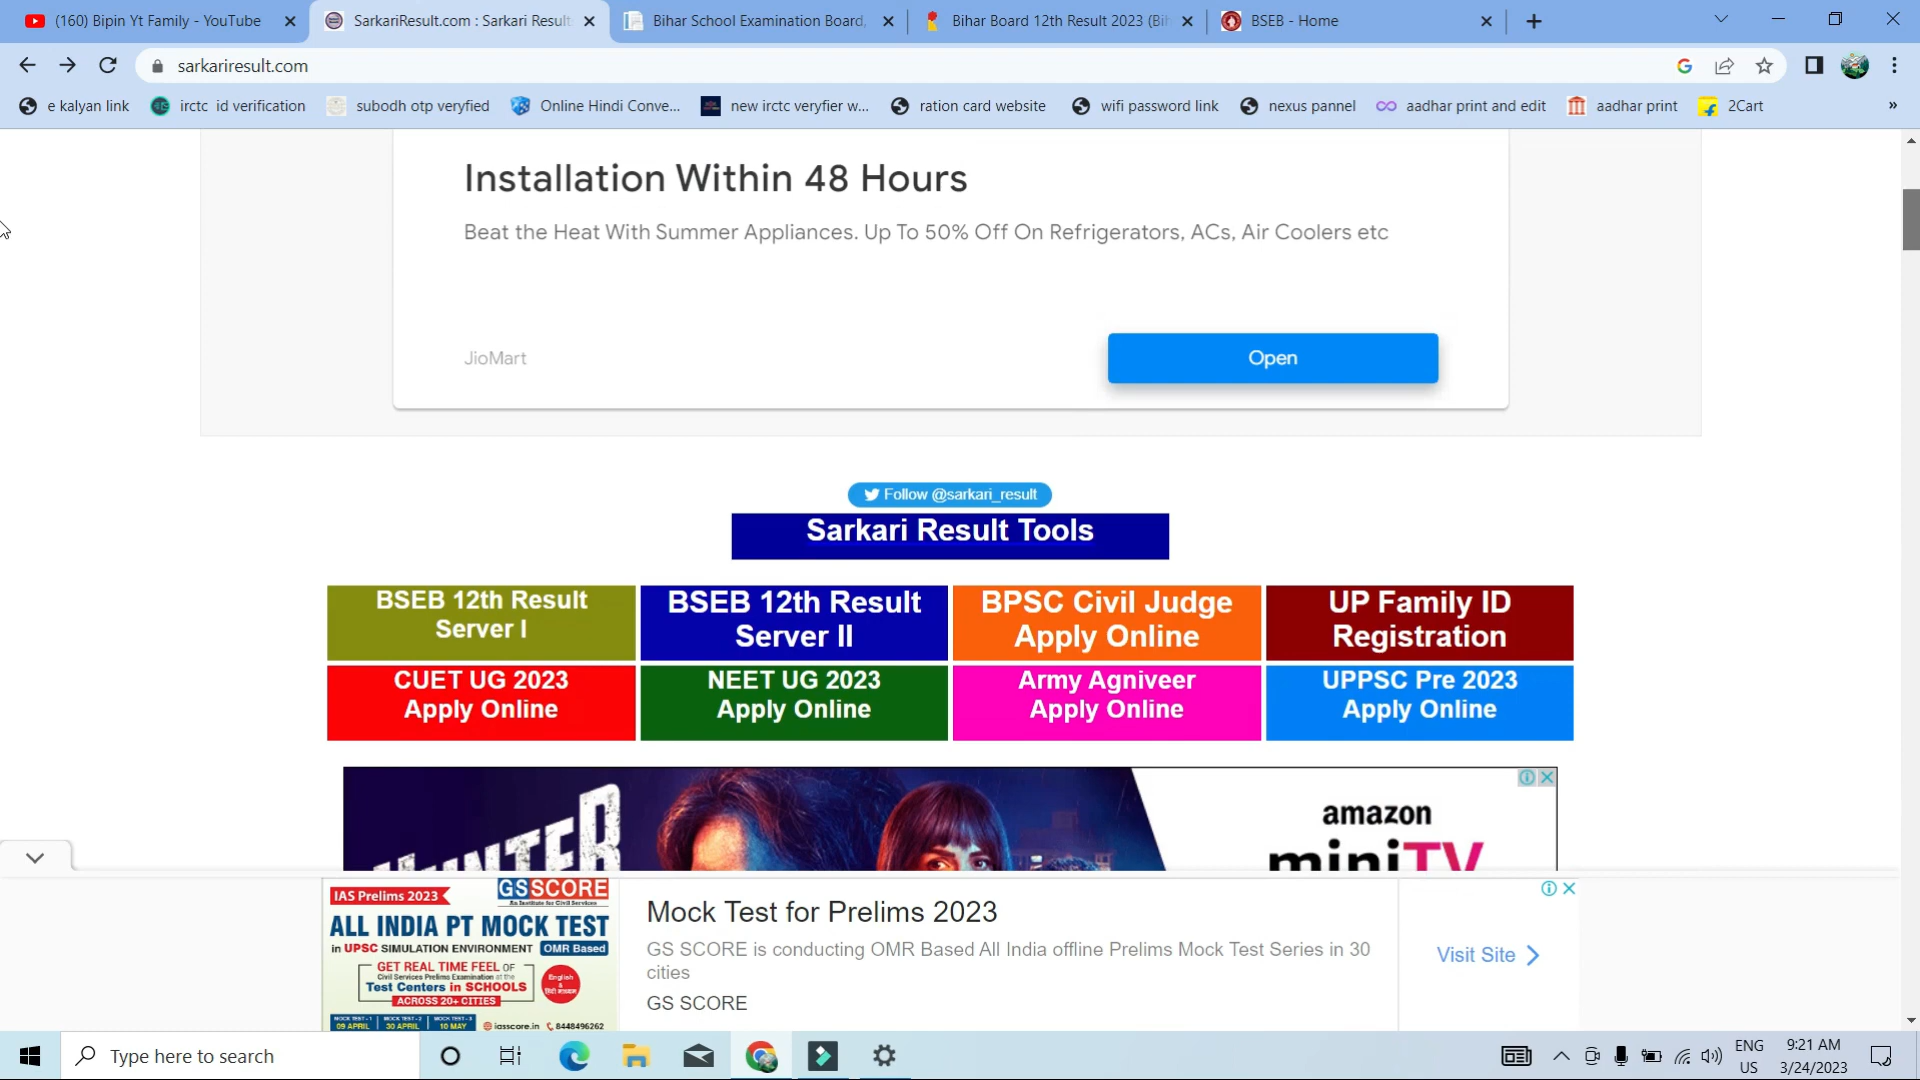 (160) Bipin Yt Family - YouTube
SarkariResult.com : Sarkari Result
Bihar School Examination Board,
Bihar Board 12th Result 2023 (Bih
BSEB - Home
sarkariresult.com
e kalyan link
irctc id verification
subodh otp veryfied
Online Hindi Conve...
new irctc veryfier w...
ration card website
wifi password link
nexus pannel
aadhar print and edit
aadhar print
2Cart
»
Installation Within 48 Hours
Beat the Heat With Summer Appliances. Up To 50% Off On Refrigerators, ACs, Air Coolers etc
JioMart
Open
Follow @sarkari_result
Sarkari Result Tools
BSEB 12th Result
Server I
BSEB 12th Result
Server II
BPSC Civil Judge
Apply Online
UP Family ID
Registration
CUET UG 2023
Apply Online
NEET UG 2023
Apply Online
Army Agniveer
Apply Online
UPPSC Pre 2023
Apply Online
amazon
miniTV
IAS Prelims 2023
GS SCORE
An Institute for Civil Services
ALL INDIA PT MOCK TEST
in UPSC SIMULATION ENVIRONMENT OMR Based
GET REAL TIME FEEL OF
Civil Services Prelims Examination at the
Test Centers in SCHOOLS
ACROSS 20+ CITIES
English
&
MOCK TEST - 1
09 APRIL
MOCK TEST - 2
30 APRIL
MOCK TEST - 3
10 MAY
iasscore.in
8448496262
Mock Test for Prelims 2023
GS SCORE is conducting OMR Based All India offline Prelims Mock Test Series in 30
cities
GS SCORE
Visit Site
Type here to search
ENG
US
9:21 AM
3/24/2023